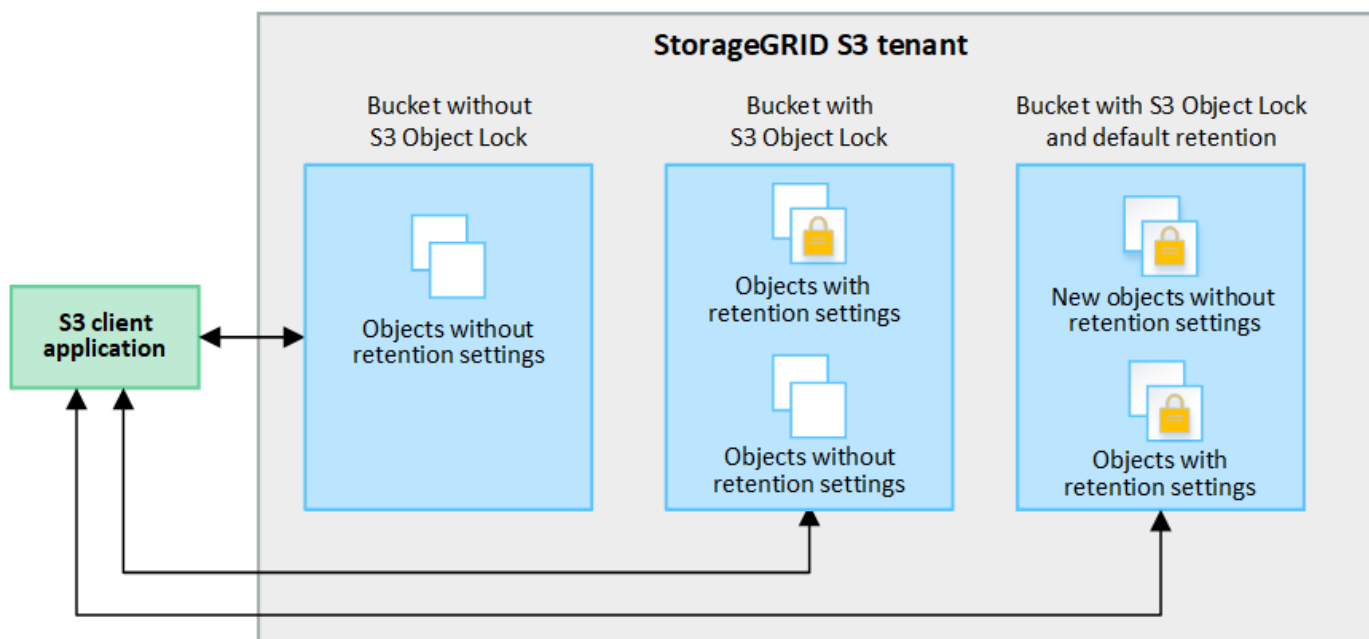 StorageGRID S3 tenant
Bucket without
S3 Object Lock
Objects without
retention settings
Bucket with
S3 Object Lock
Objects with
retention settings
Objects without
retention settings
Bucket with S3 Object Lock
and default retention
New objects without
retention settings
Objects with
retention settings
S3 client
application